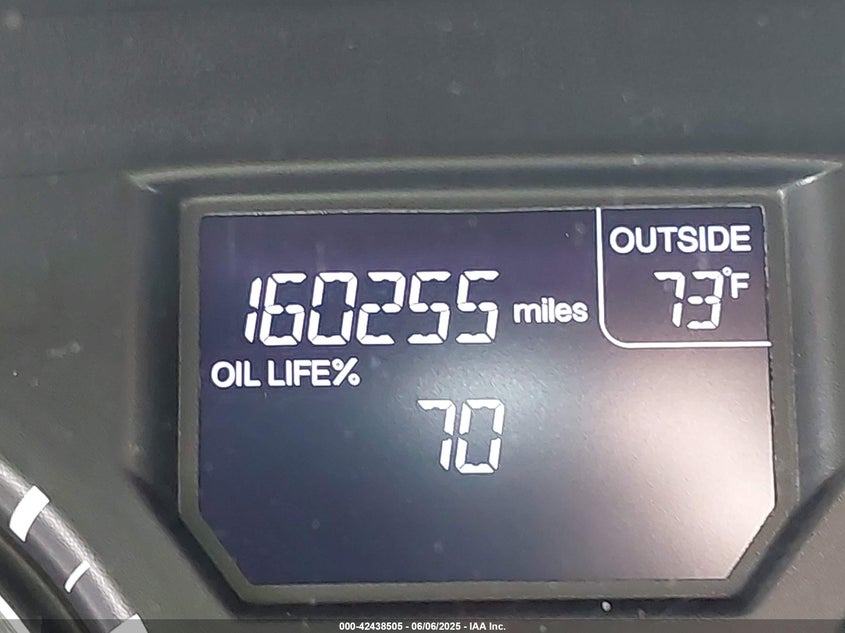 OUTSIDE
160255 miles 73°F
OIL LIFE%
70
000-42438505 - 06/06/2025 - IAA Inc.